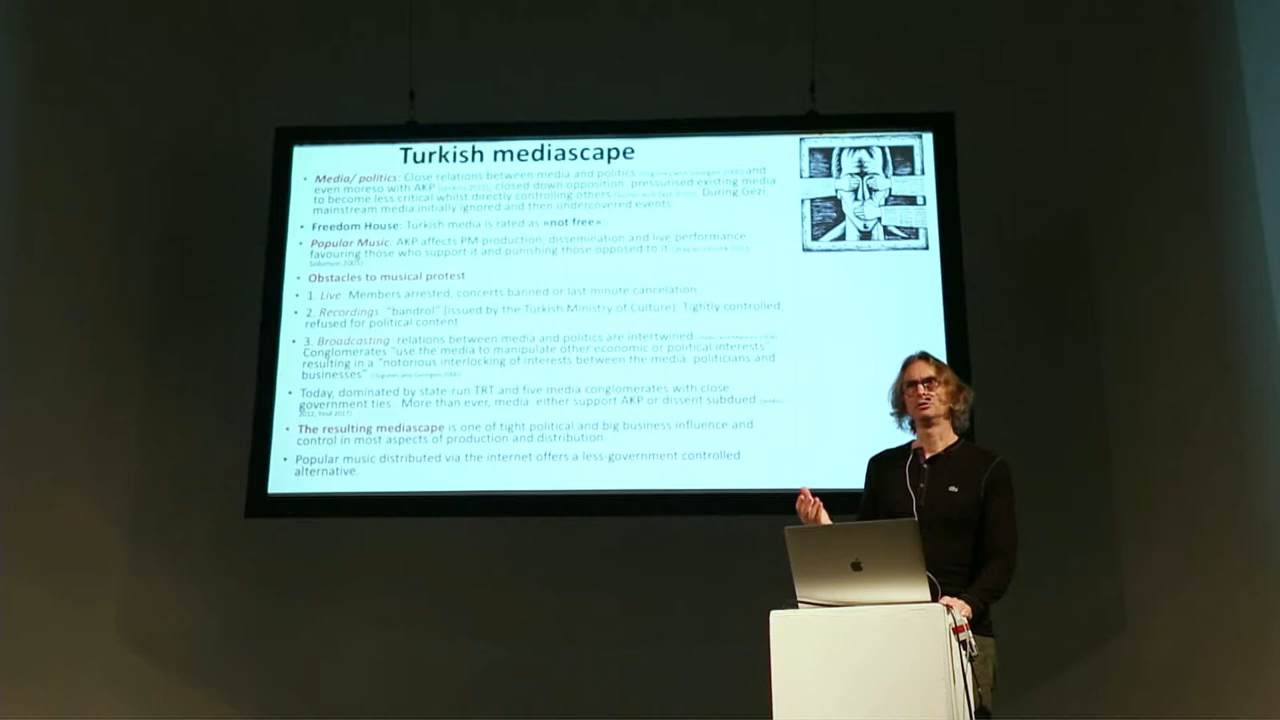 Turkish mediascape
• Media/ politics: Close relations between media and politics and
even moreso with AKP closed down opposition, pressurised existing media
to become less critical whilst directly controlling others During Gezi,
mainstream media initially ignored and then undercovered events.
• Freedom House: Turkish media is rated as «not free».
• Popular Music: AKP affects PM production, dissemination and live performance
favouring those who support it and punishing those opposed to it
Solomon 2005)
• Obstacles to musical protest
• 1. Live: Members arrested, concerts banned or last minute cancelation
• 2. Recordings: "bandrol" (issued by the Turkish Ministry of Culture). Tightly controlled,
refused for political content
• 3. Broadcasting: relations between media and politics are intertwined
Conglomerates "use the media to manipulate other economic or political interests"
resulting in a "notorious interlocking of interests between the media, politicians and
businesses"
• Today, dominated by state-run TRT and five media conglomerates with close
government ties. More than ever, media either support AKP or dissent subdued
• The resulting mediascape is one of tight political and big business influence and
control in most aspects of production and distribution
• Popular music distributed via the internet offers a less government controlled
alternative.